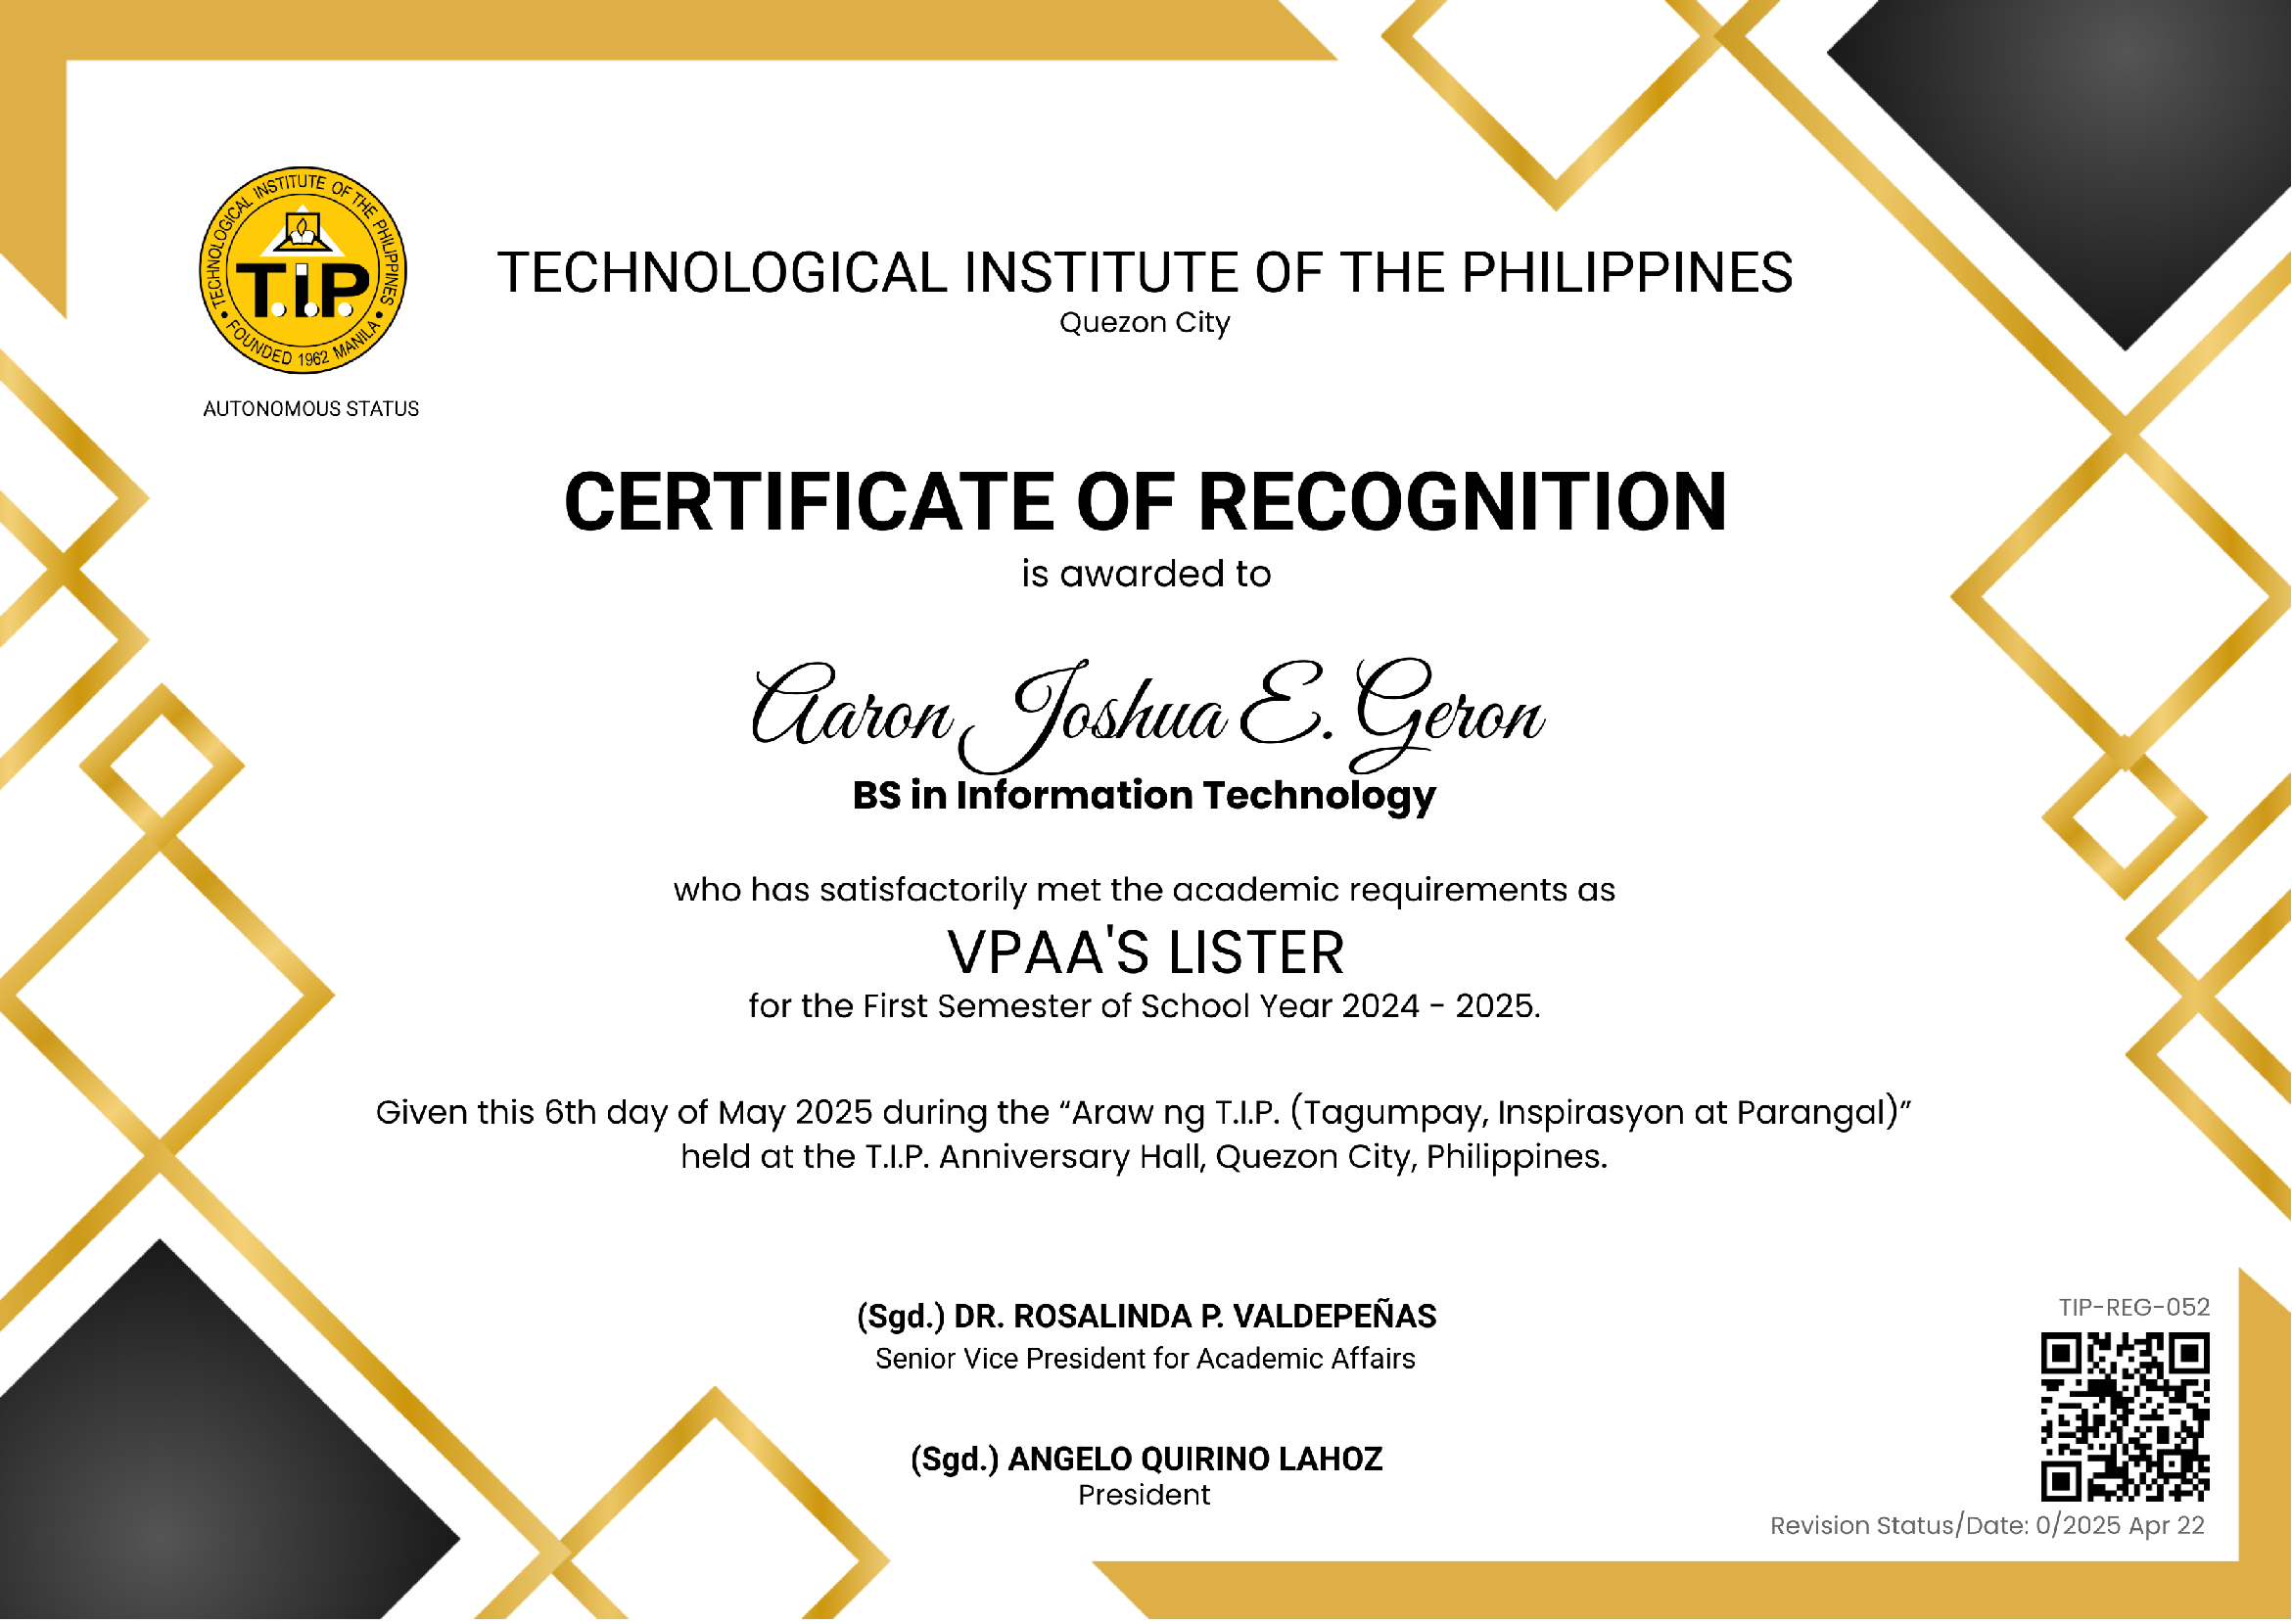 TECHNOLOGICAL INSTITUTE OF THE PHILIPPINES
• FOUNDED 1962 MANILA •
T.I.P.
AUTONOMOUS STATUS
TECHNOLOGICAL INSTITUTE OF THE PHILIPPINES
Quezon City
CERTIFICATE OF RECOGNITION
is awarded to
Aaron Joshua E. Geron
BS in Information Technology
who has satisfactorily met the academic requirements as
VPAA'S LISTER
for the First Semester of School Year 2024 - 2025.
Given this 6th day of May 2025 during the “Araw ng T.I.P. (Tagumpay, Inspirasyon at Parangal)”
held at the T.I.P. Anniversary Hall, Quezon City, Philippines.
(Sgd.) DR. ROSALINDA P. VALDEPEÑAS
Senior Vice President for Academic Affairs
(Sgd.) ANGELO QUIRINO LAHOZ
President
TIP-REG-052
Revision Status/Date: 0/2025 Apr 22